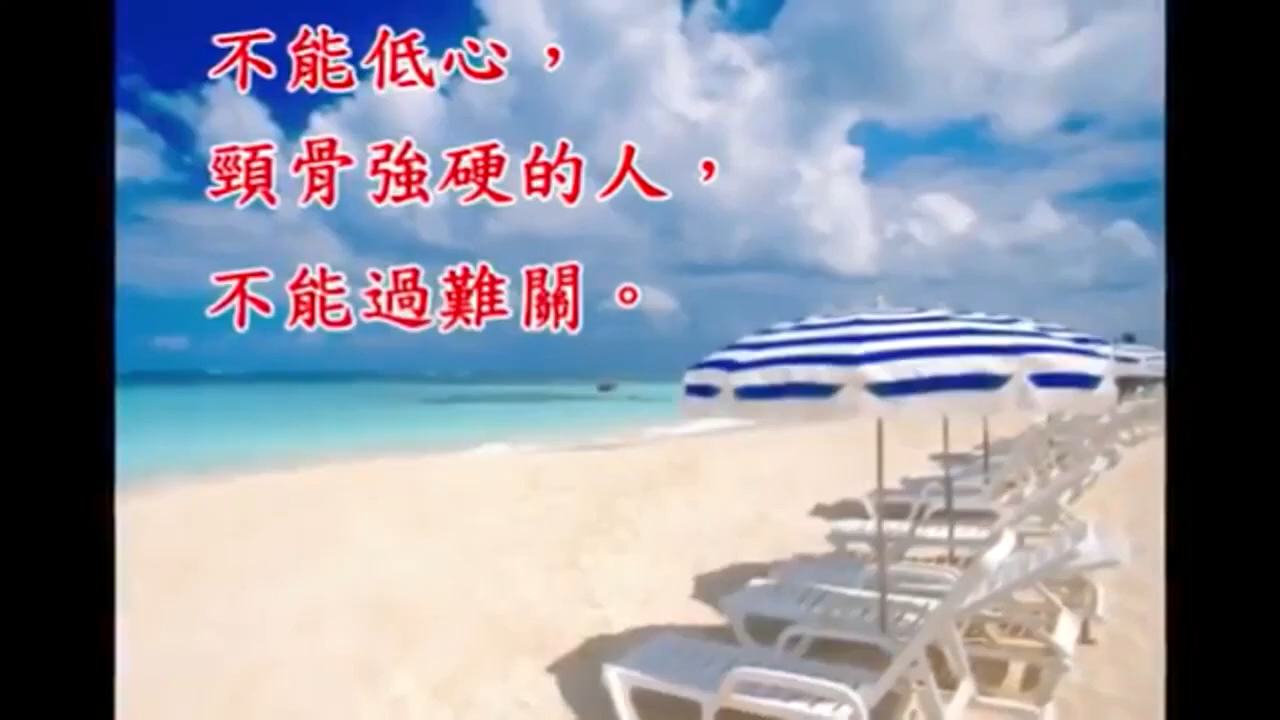 不能低心，
頸骨強硬的人，
不能過難關。